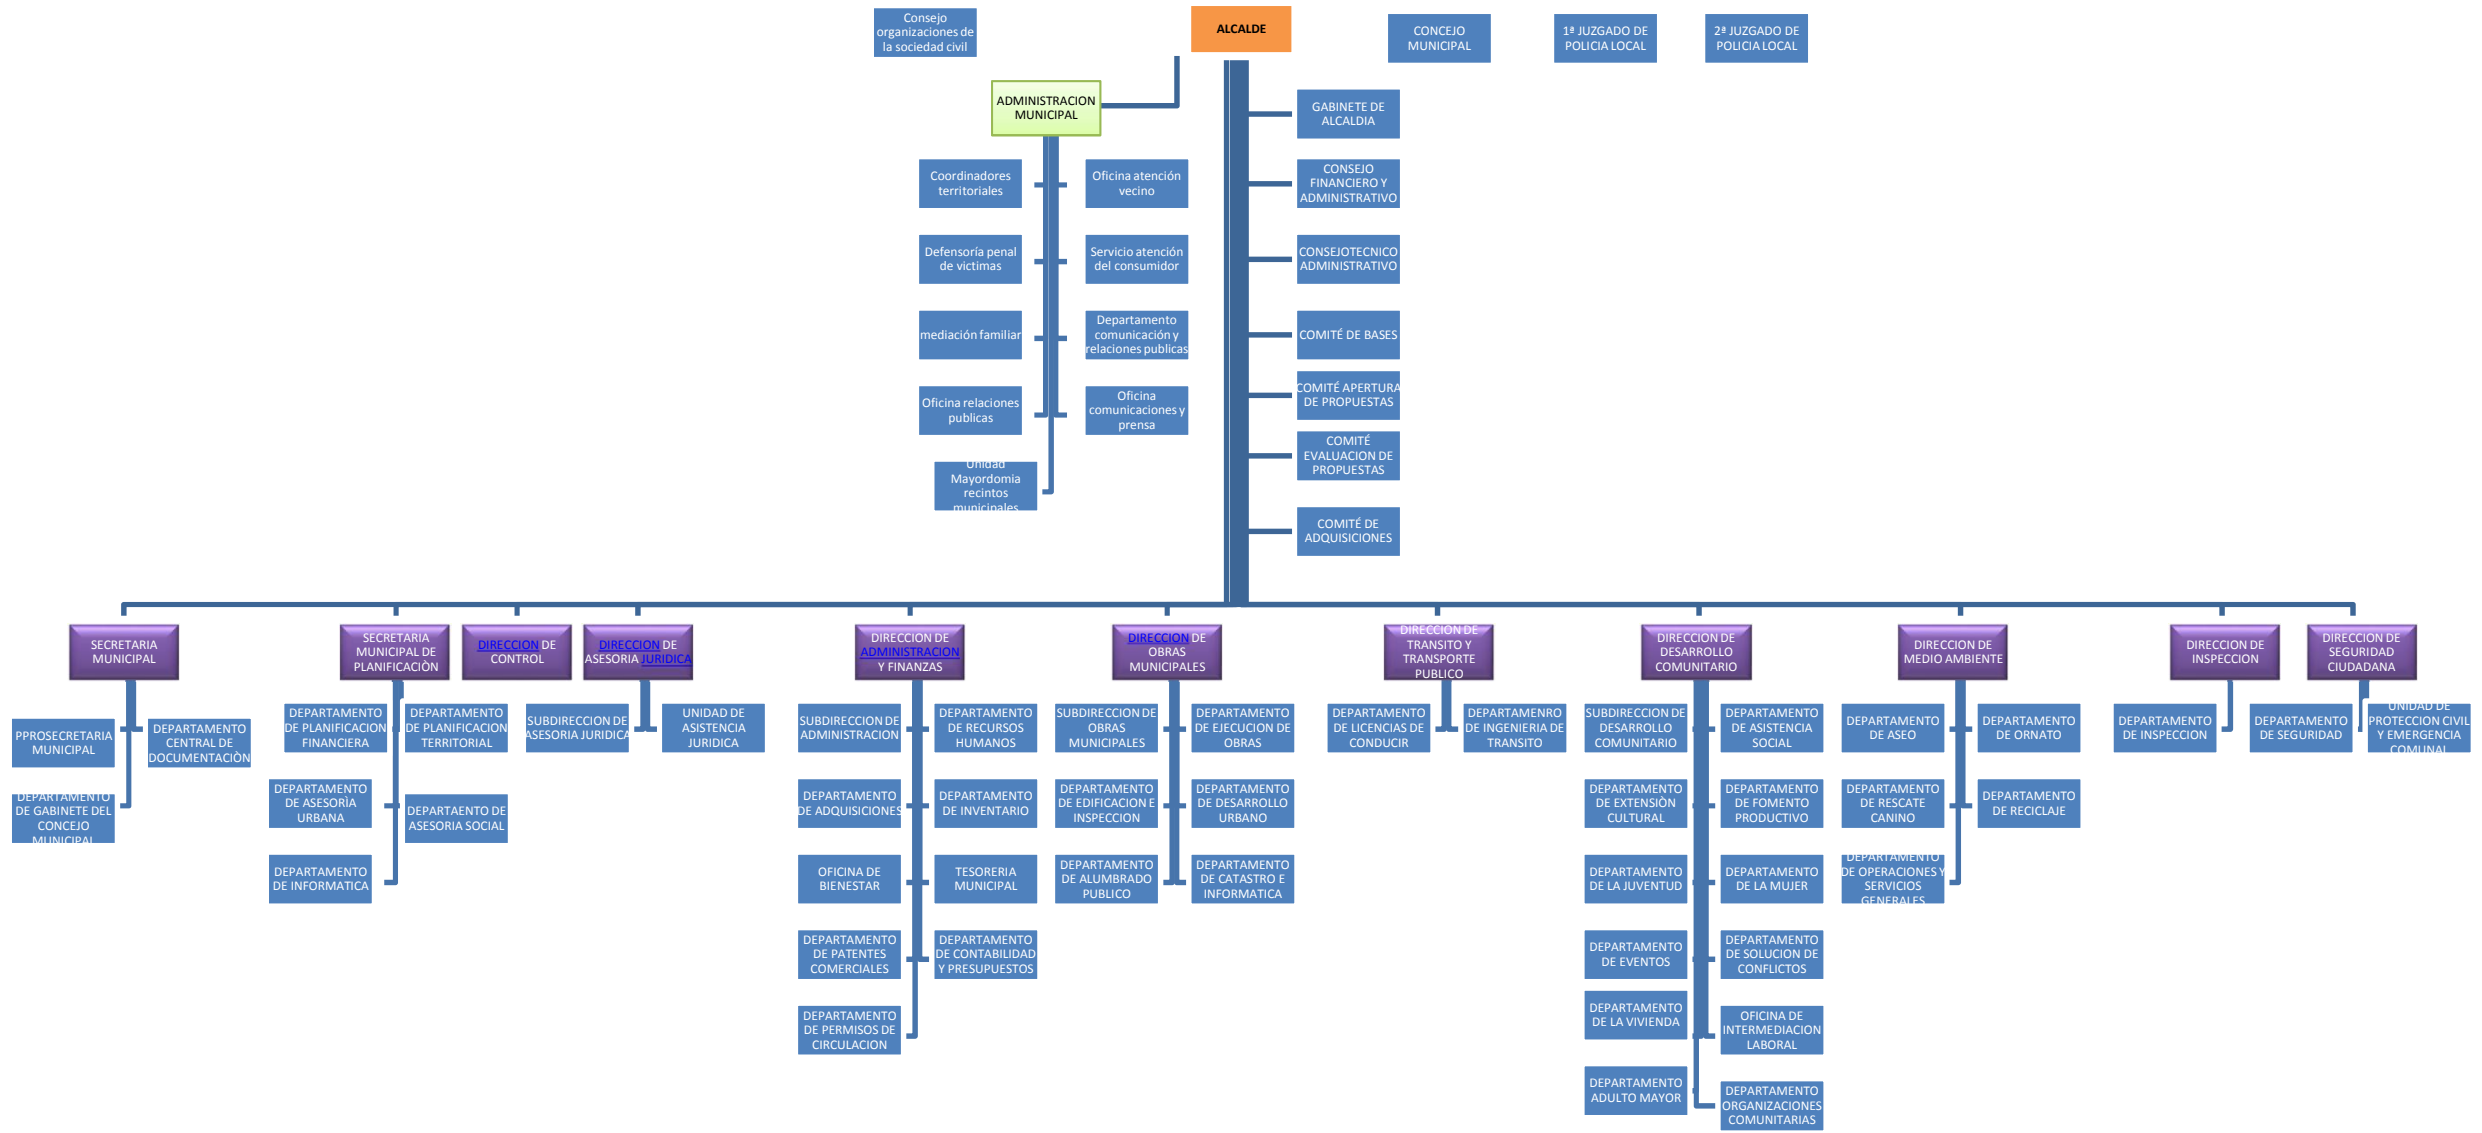 Consejo
organizaciones de
la sociedad civil
ALCALDE
CONCEJO
MUNICIPAL
1ª JUZGADO DE
POLICIA LOCAL
2ª JUZGADO DE
POLICIA LOCAL
ADMINISTRACION
MUNICIPAL
GABINETE DE
ALCALDIA
Coordinadores
territoriales
Oficina atención
vecino
CONSEJO
FINANCIERO Y
ADMINISTRATIVO
Defensoría penal
de victimas
Servicio atención
del consumidor
CONSEJOTECNICO
ADMINISTRATIVO
mediación familiar
Departamento
comunicación y
relaciones publicas
COMITÉ DE BASES
Oficina relaciones
publicas
Oficina
comunicaciones y
prensa
COMITÉ APERTURA
DE PROPUESTAS
COMITÉ
EVALUACION DE
PROPUESTAS
Unidad
Mayordomia
recintos
municipales
COMITÉ DE
ADQUISICIONES
SECRETARIA
MUNICIPAL
SECRETARIA
MUNICIPAL DE
PLANIFICACIÒN
DIRECCION DE
CONTROL
DIRECCION DE
ASESORIA JURIDICA
DIRECCION DE
ADMINISTRACION
Y FINANZAS
DIRECCION DE
OBRAS
MUNICIPALES
DIRECCION DE
TRANSITO Y
TRANSPORTE
PUBLICO
DIRECCION DE
DESARROLLO
COMUNITARIO
DIRECCION DE
MEDIO AMBIENTE
DIRECCION DE
INSPECCION
DIRECCION DE
SEGURIDAD
CIUDADANA
PPROSECRETARIA
MUNICIPAL
DEPARTAMENTO
CENTRAL DE
DOCUMENTACIÒN
DEPARTAMENTO
DE PLANIFICACION
FINANCIERA
DEPARTAMENTO
DE PLANIFICACION
TERRITORIAL
SUBDIRECCION DE
ASESORIA JURIDICA
UNIDAD DE
ASISTENCIA
JURIDICA
SUBDIRECCION DE
ADMINISTRACION
DEPARTAMENTO
DE RECURSOS
HUMANOS
SUBDIRECCION DE
OBRAS
MUNICIPALES
DEPARTAMENTO
DE EJECUCION DE
OBRAS
DEPARTAMENTO
DE LICENCIAS DE
CONDUCIR
DEPARTAMENRO
DE INGENIERIA DE
TRANSITO
SUBDIRECCION DE
DESARROLLO
COMUNITARIO
DEPARTAMENTO
DE ASISTENCIA
SOCIAL
DEPARTAMENTO
DE ASEO
DEPARTAMENTO
DE ORNATO
DEPARTAMENTO
DE INSPECCION
DEPARTAMENTO
DE SEGURIDAD
UNIDAD DE
PROTECCION CIVIL
Y EMERGENCIA
COMUNAL
DEPARTAMENTO
DE GABINETE DEL
CONCEJO
MUNICIPAL
DEPARTAMENTO
DE ASESORÌA
URBANA
DEPARTAENTO DE
ASESORIA SOCIAL
DEPARTAMENTO
DE ADQUISICIONES
DEPARTAMENTO
DE INVENTARIO
DEPARTAMENTO
DE EDIFICACION E
INSPECCION
DEPARTAMENTO
DE DESARROLLO
URBANO
DEPARTAMENTO
DE EXTENSIÒN
CULTURAL
DEPARTAMENTO
DE FOMENTO
PRODUCTIVO
DEPARTAMENTO
DE RESCATE
CANINO
DEPARTAMENTO
DE RECICLAJE
DEPARTAMENTO
DE INFORMATICA
OFICINA DE
BIENESTAR
TESORERIA
MUNICIPAL
DEPARTAMENTO
DE ALUMBRADO
PUBLICO
DEPARTAMENTO
DE CATASTRO E
INFORMATICA
DEPARTAMENTO
DE LA JUVENTUD
DEPARTAMENTO
DE LA MUJER
DEPARTAMENTO
DE OPERACIONES Y
SERVICIOS
GENERALES
DEPARTAMENTO
DE PATENTES
COMERCIALES
DEPARTAMENTO
DE CONTABILIDAD
Y PRESUPUESTOS
DEPARTAMENTO
DE EVENTOS
DEPARTAMENTO
DE SOLUCION DE
CONFLICTOS
DEPARTAMENTO
DE PERMISOS DE
CIRCULACION
DEPARTAMENTO
DE LA VIVIENDA
OFICINA DE
INTERMEDIACION
LABORAL
DEPARTAMENTO
ADULTO MAYOR
DEPARTAMENTO
ORGANIZACIONES
COMUNITARIAS